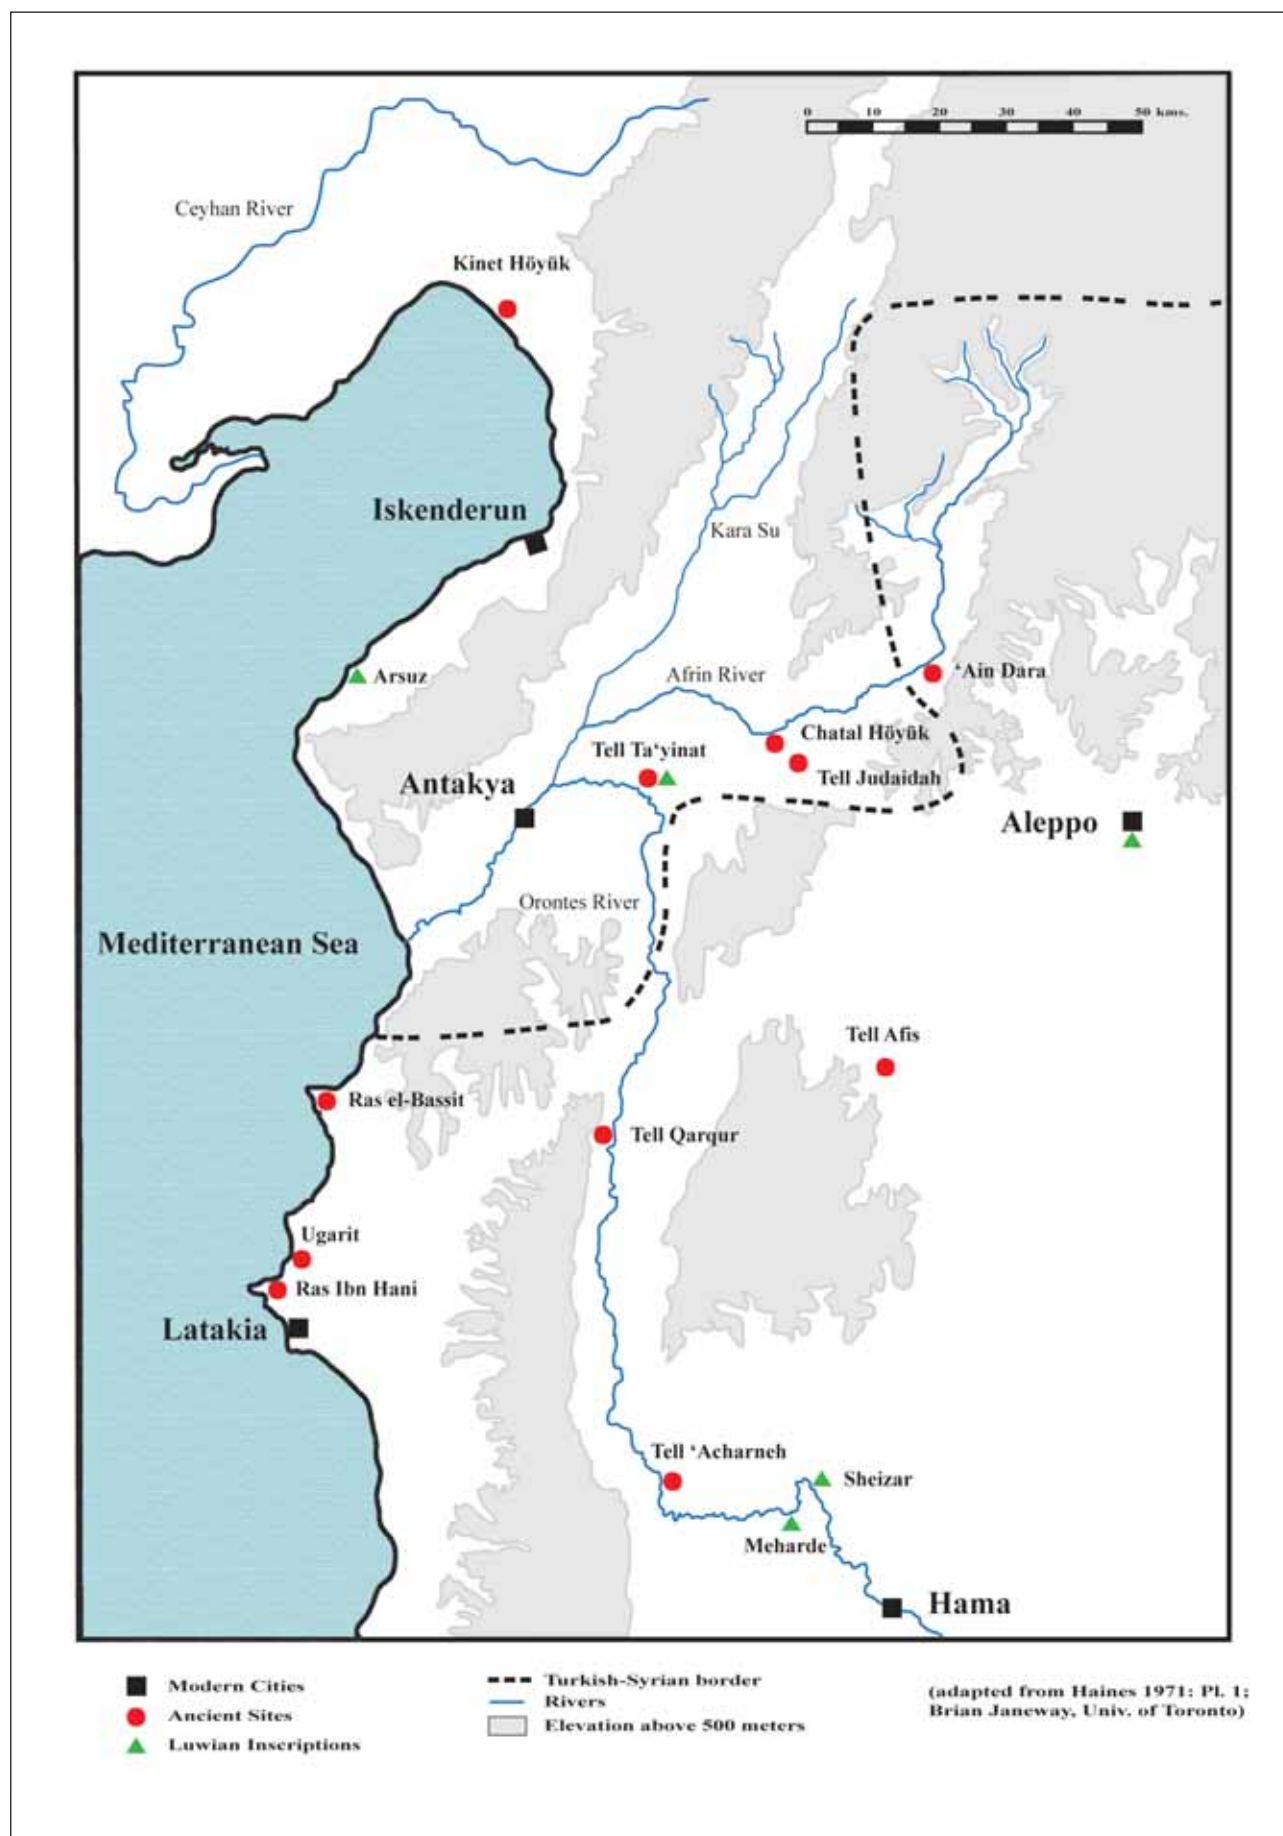 0 10 20 30 40 50 kms.
Ceyhan River
Kinet Höyük
Iskenderun
Kara Su
Arsuz
Afrin River
‘Ain Dara
Chatal Höyük
Tell Ta‘yinat
Tell Judaidah
Antakya
Aleppo
Orontes River
Mediterranean Sea
Tell Afis
Ras el-Bassit
Tell Qarqur
Ugarit
Ras Ibn Hani
Latakia
Tell ‘Acharneh
Sheizar
Meharde
Hama
Modern Cities
Ancient Sites
Luwian Inscriptions
Turkish-Syrian border
Rivers
Elevation above 500 meters
(adapted from Haines 1971: Pl. 1;
Brian Janeway, Univ. of Toronto)